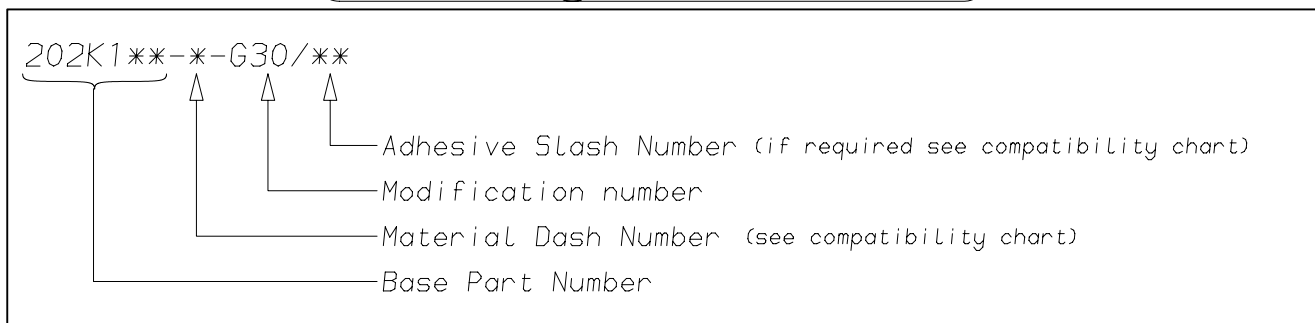 202K1**-*-G30/**
Adhesive Slash Number (if required see compatibility chart)
Modification number
Material Dash Number (see compatibility chart)
Base Part Number